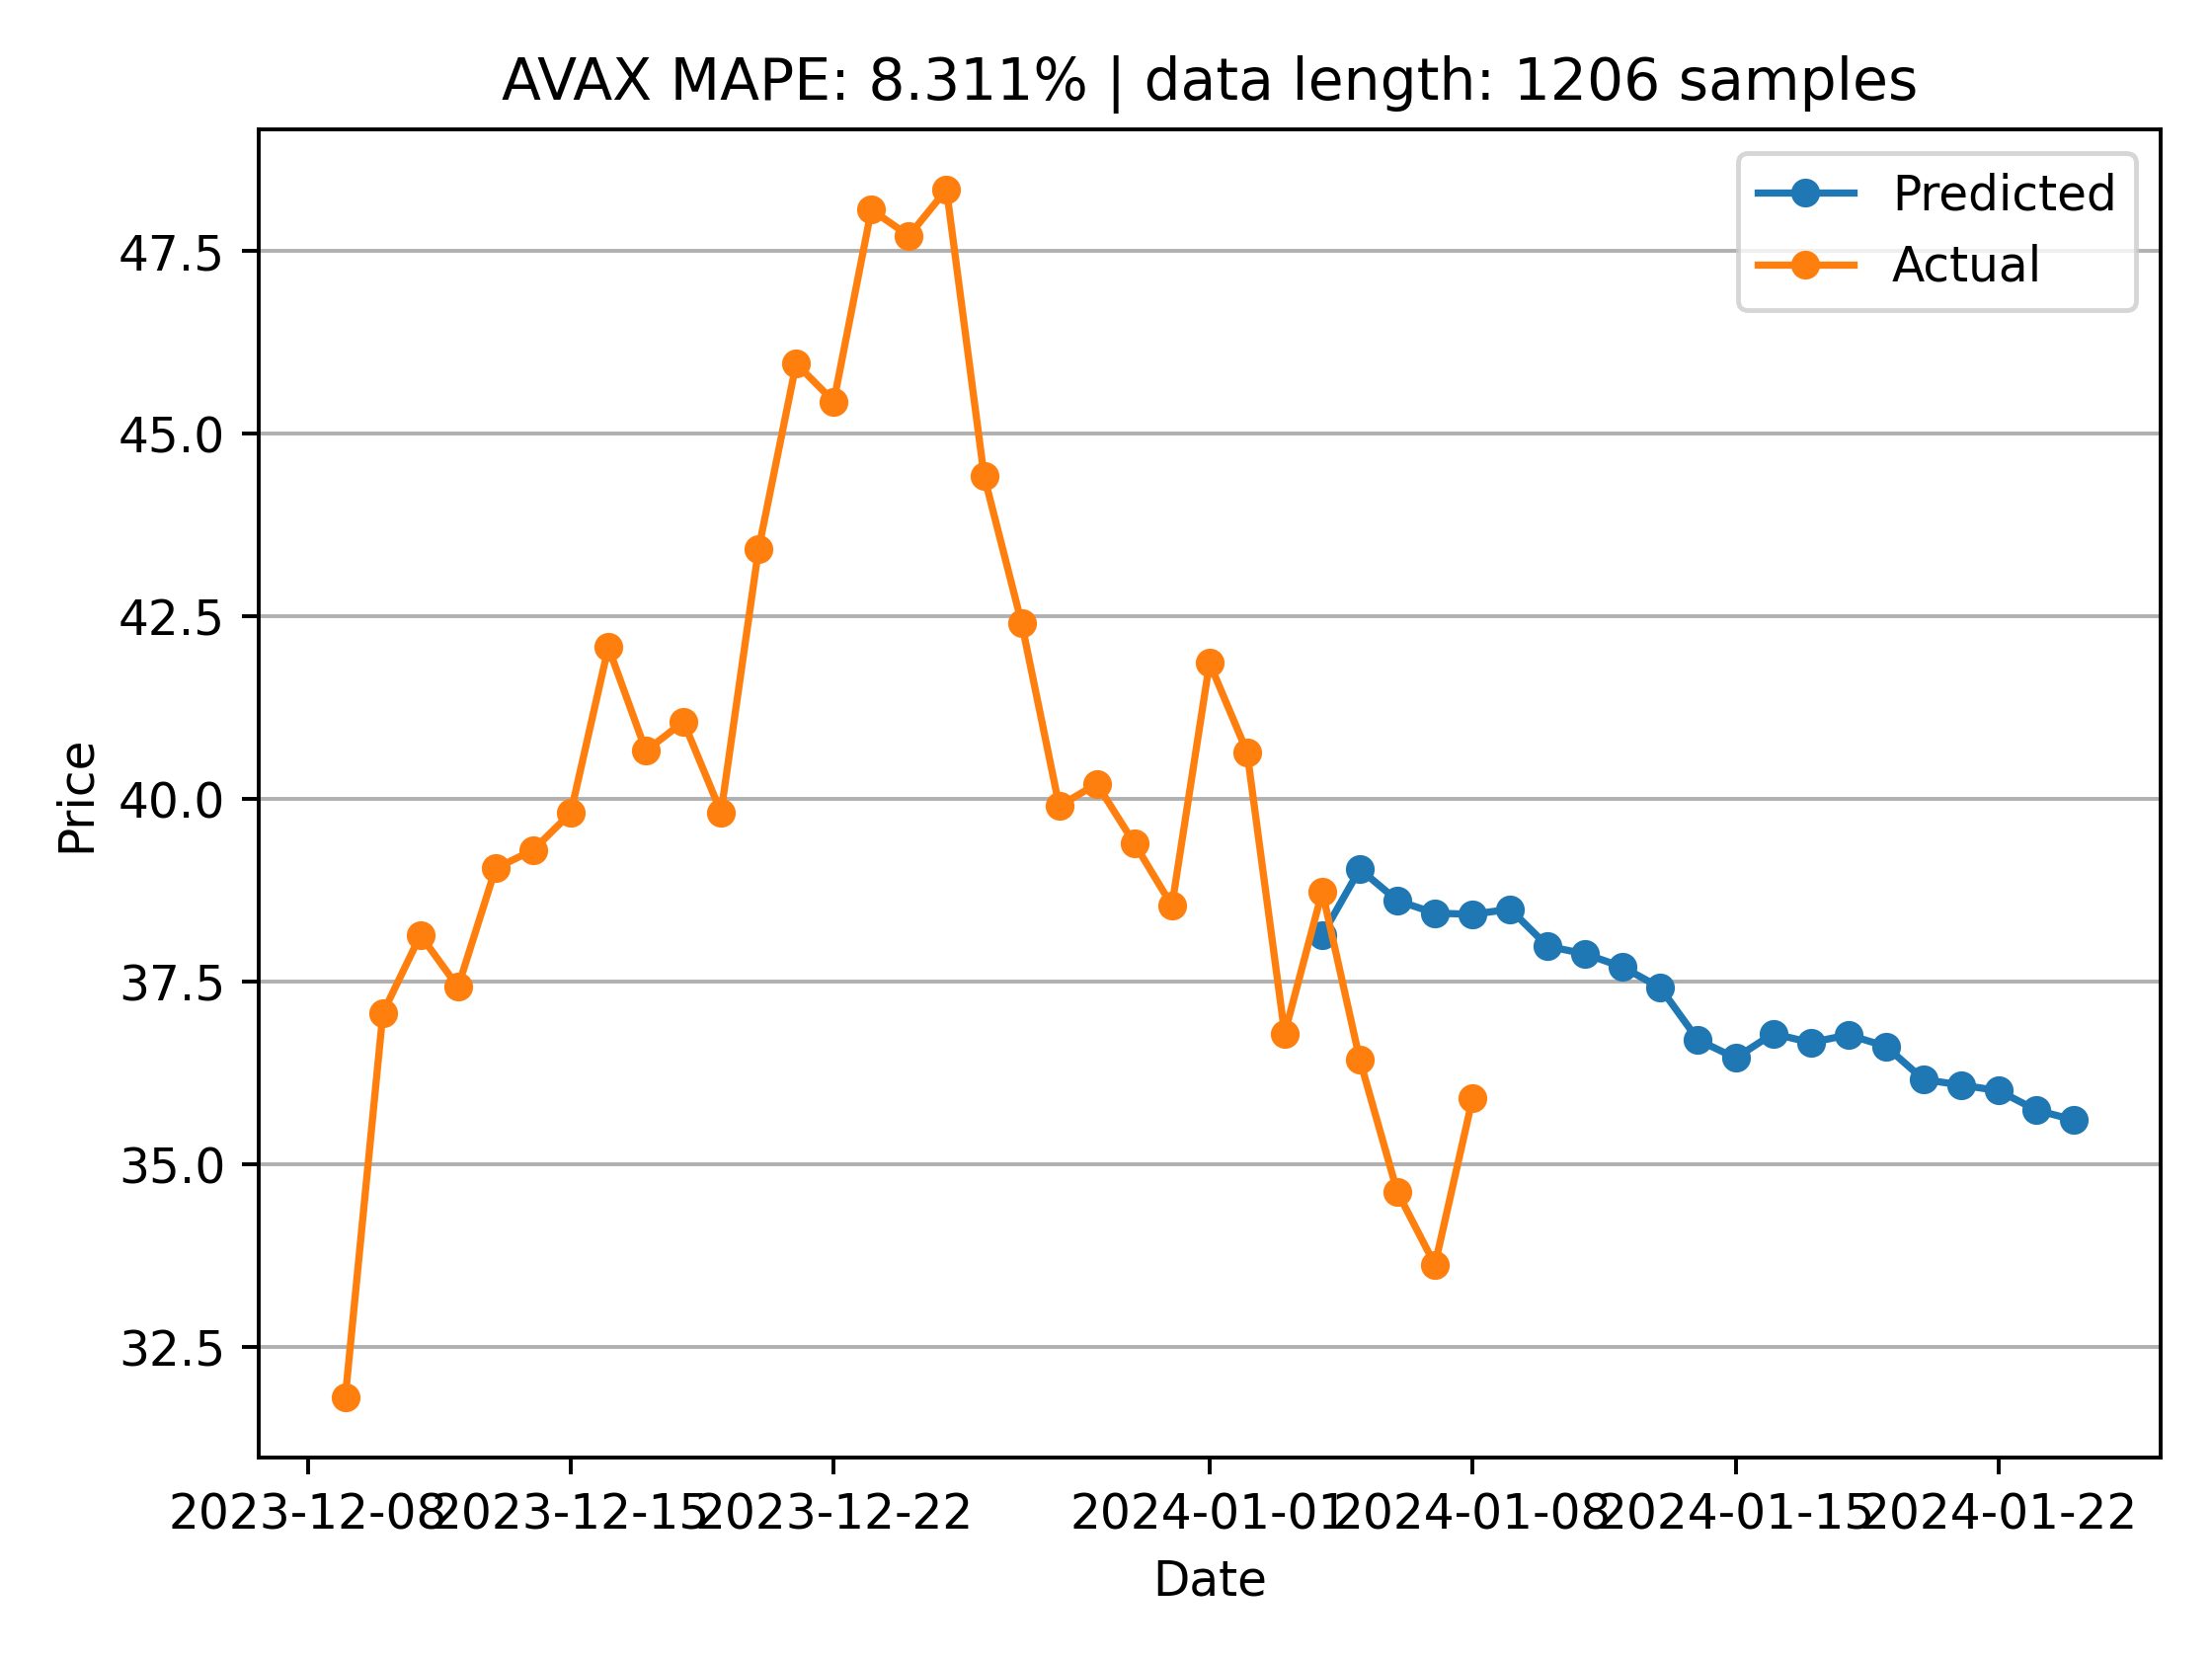 AVAX MAPE: 8.311% | data length: 1206 samples
Predicted
Actual
47.5
45.0
42.5
40.0
37.5
35.0
32.5
Price
2023-12-08 2023-12-15 2023-12-22 2024-01-01 2024-01-08 2024-01-15 2024-01-22
Date